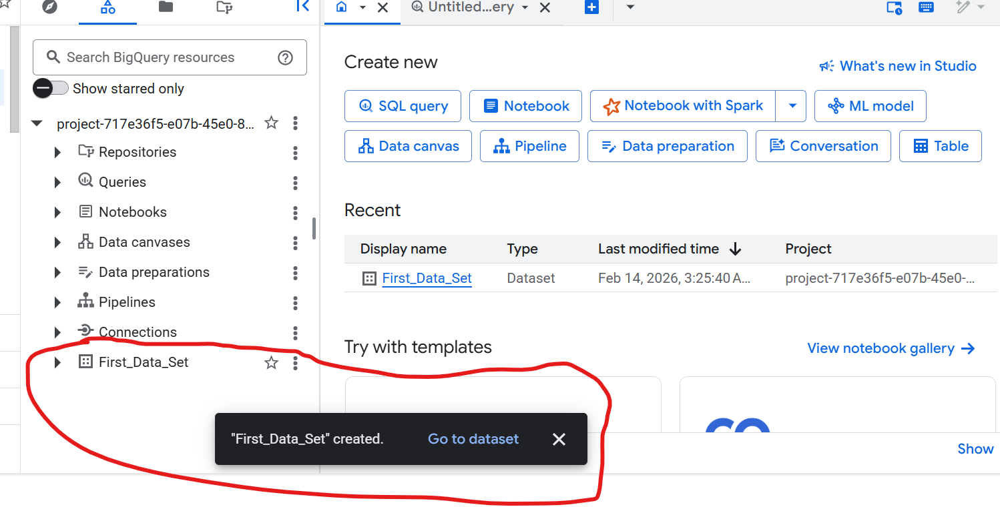 Untitled...ery
Search BigQuery resources
Show starred only
project-717e36f5-e07b-45e0-8...
Repositories
Queries
Notebooks
Data canvases
Data preparations
Pipelines
Connections
First_Data_Set
Create new
What's new in Studio
SQL query
Notebook
Notebook with Spark
ML model
Data canvas
Pipeline
Data preparation
Conversation
Table
Recent
Display name Type Last modified time Project
First_Data_Set Dataset Feb 14, 2026, 3:25:40 A... project-717e36f5-e07b-45e0-...
Try with templates
View notebook gallery
"First_Data_Set" created. Go to dataset
Show